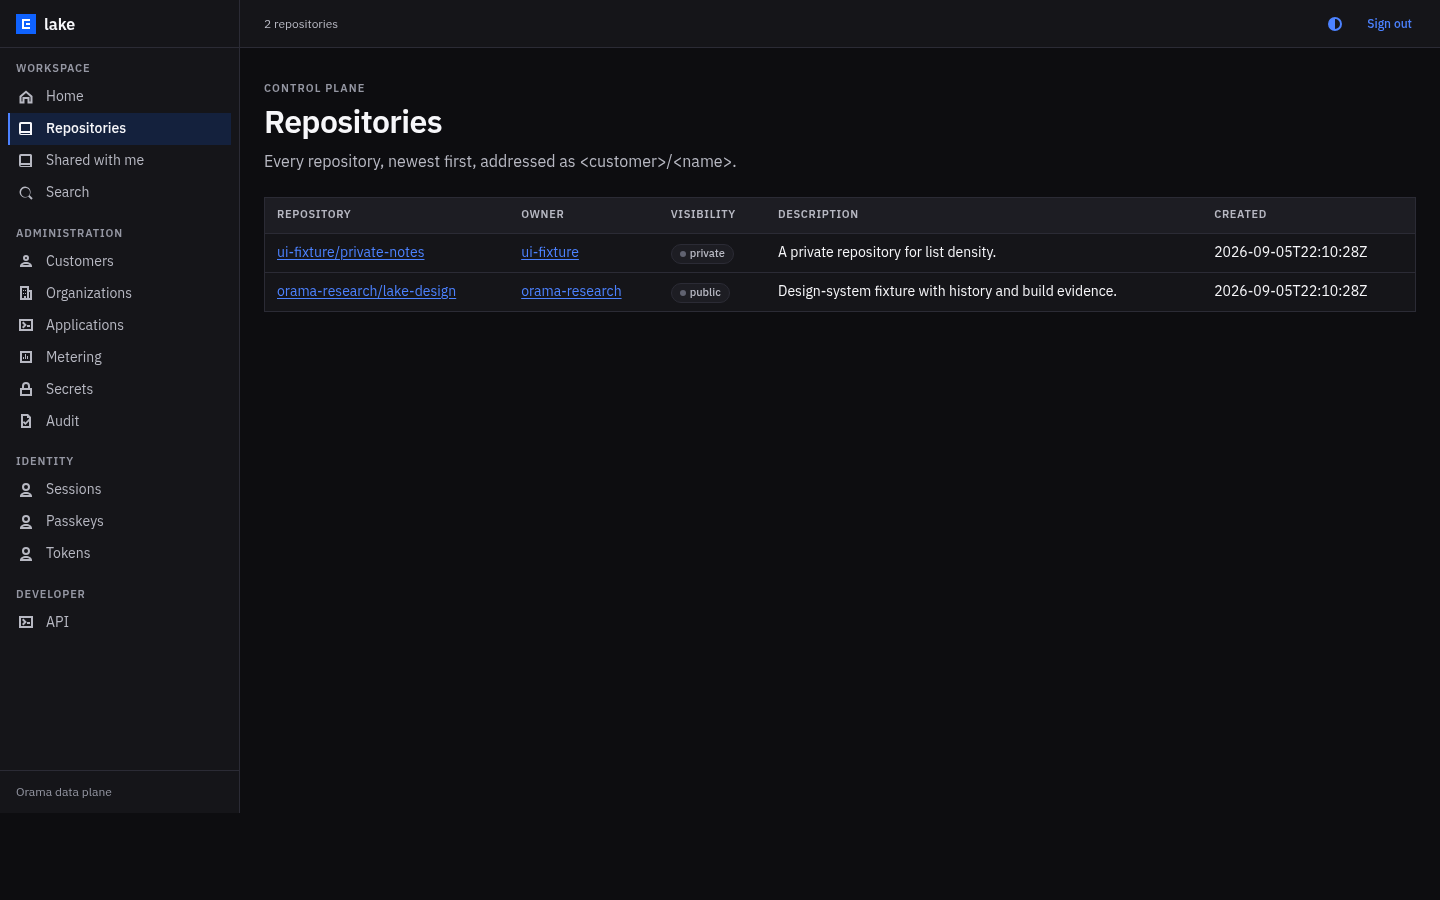 lake
2 repositories
Sign out
WORKSPACE
Home
Repositories
Shared with me
Search
ADMINISTRATION
Customers
Organizations
Applications
Metering
Secrets
Audit
IDENTITY
Sessions
Passkeys
Tokens
DEVELOPER
API
Orama data plane
CONTROL PLANE
Repositories
Every repository, newest first, addressed as <customer>/<name>.
REPOSITORY OWNER VISIBILITY DESCRIPTION CREATED
ui-fixture/private-notes ui-fixture private A private repository for list density. 2026-09-05T22:10:28Z
orama-research/lake-design orama-research public Design-system fixture with history and build evidence. 2026-09-05T22:10:28Z